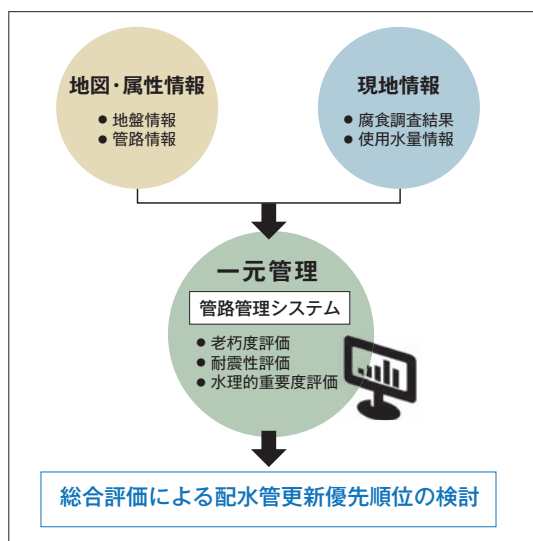 地図・属性情報
● 地盤情報
● 管路情報
現地情報
● 腐食調査結果
● 使用水量情報
一元管理
管路管理システム
● 老朽度評価
● 耐震性評価
● 水理的重要度評価
総合評価による配水管更新優先順位の検討